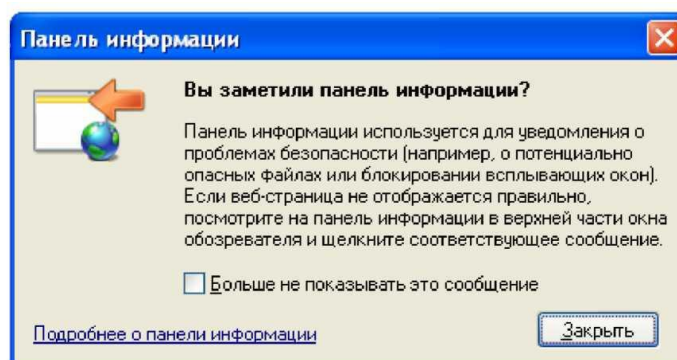 Панель информации
Вы заметили панель информации?
Панель информации используется для уведомления о
проблемах безопасности (например, о потенциально
опасных файлах или блокировании всплывающих окон).
Если веб-страница не отображается правильно,
посмотрите на панель информации в верхней части окна
обозревателя и щелкните соответствующее сообщение.
Больше не показывать это сообщение
Подробнее о панели информации
Закрыть